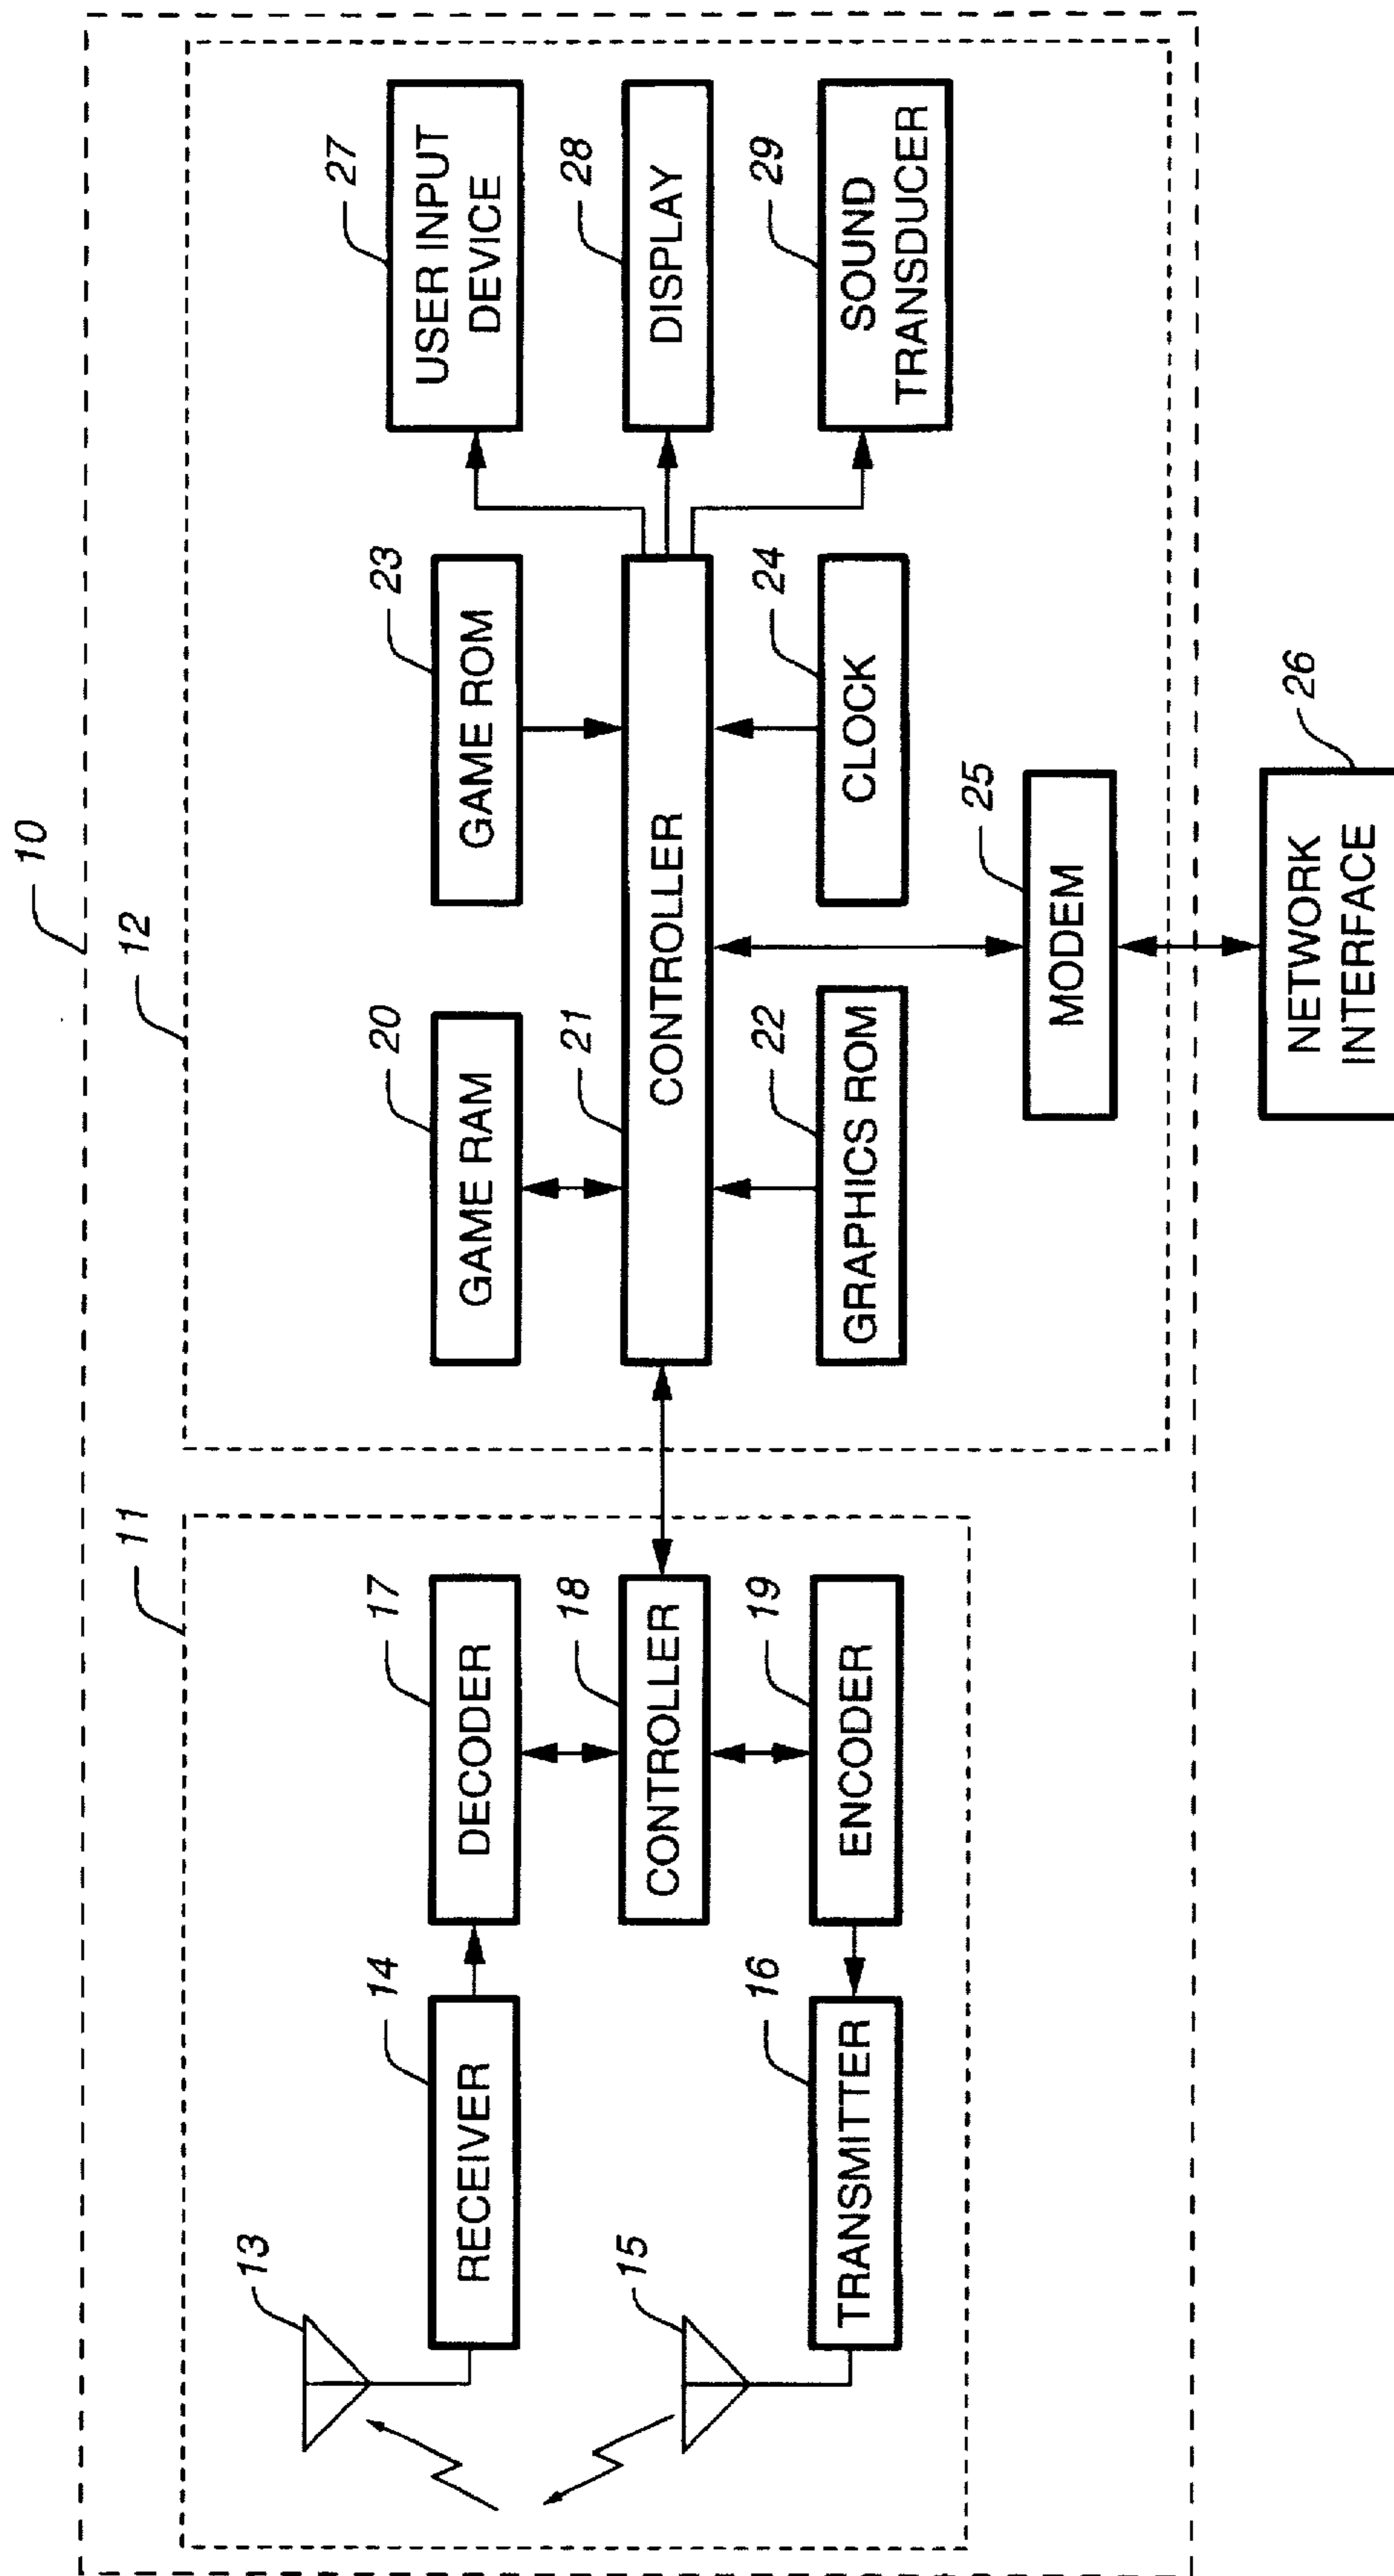 10
12
11
13
14
RECEIVER
17
DECODER
18
CONTROLLER
15
16
TRANSMITTER
19
ENCODER
20
GAME RAM
23
GAME ROM
21
CONTROLLER
22
GRAPHICS ROM
24
CLOCK
27
USER INPUT
DEVICE
28
DISPLAY
29
SOUND
TRANSDUCER
25
MODEM
26
NETWORK
INTERFACE